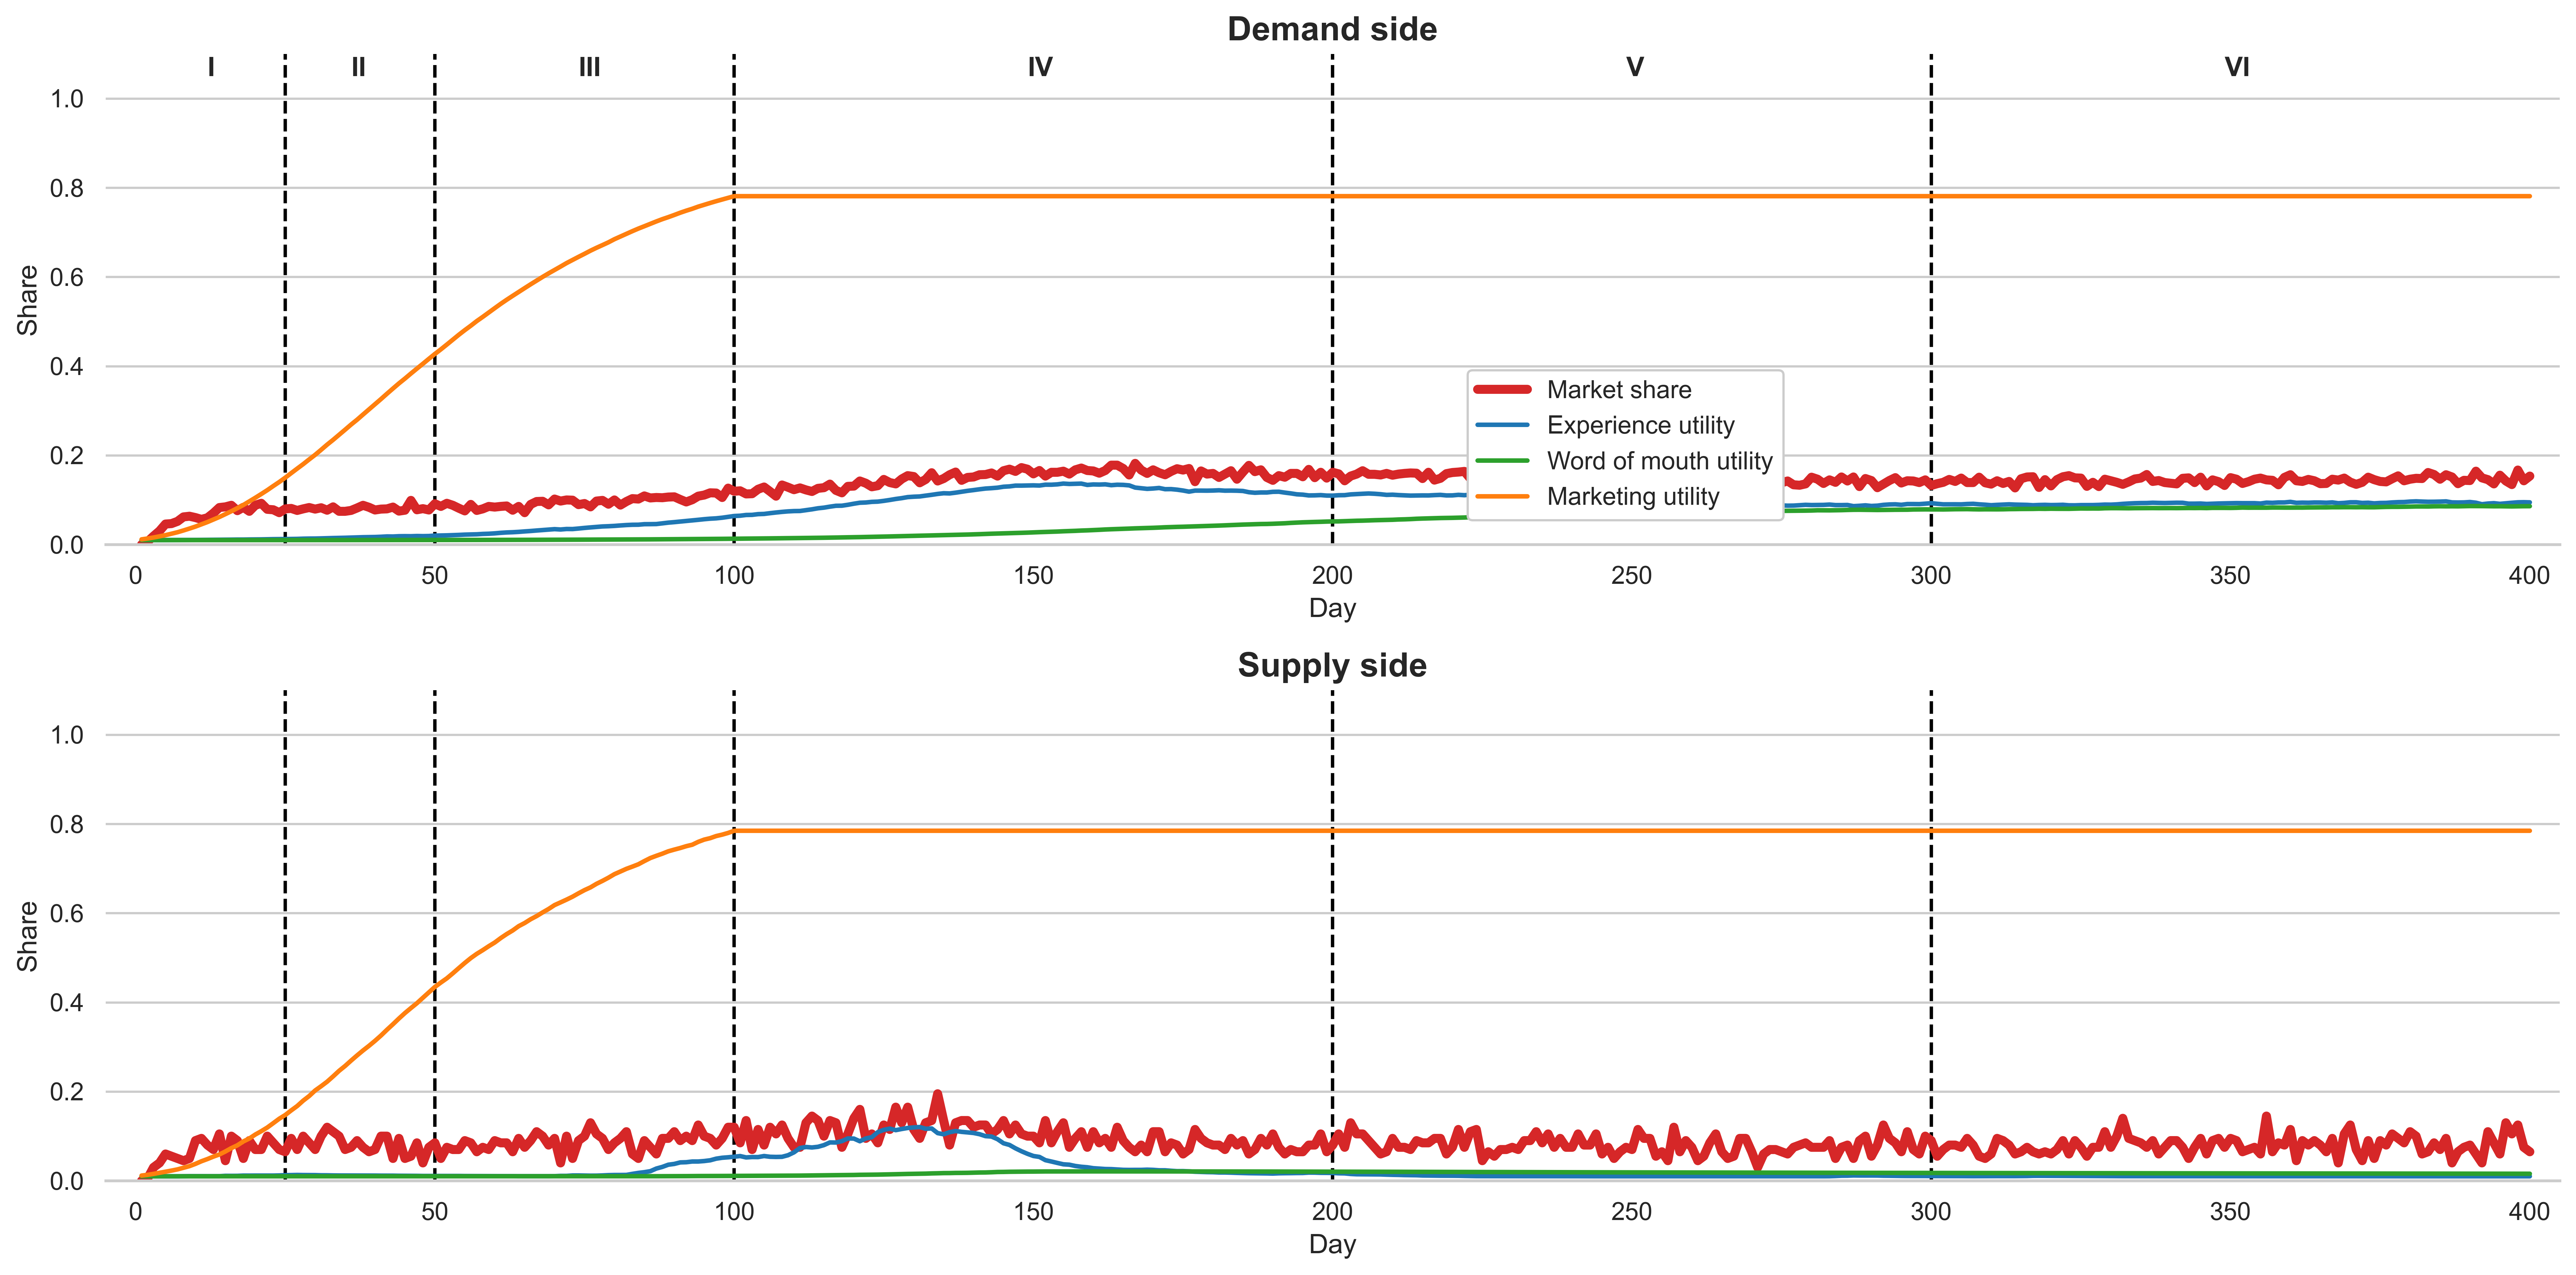 Demand side
I II III IV V VI
1.0
0.8
0.6
0.4
0.2
0.0
Share
Market share
Experience utility
Word of mouth utility
Marketing utility
0 50 100 150 200 250 300 350 400
Day
Supply side
1.0
0.8
0.6
0.4
0.2
0.0
Share
0 50 100 150 200 250 300 350 400
Day